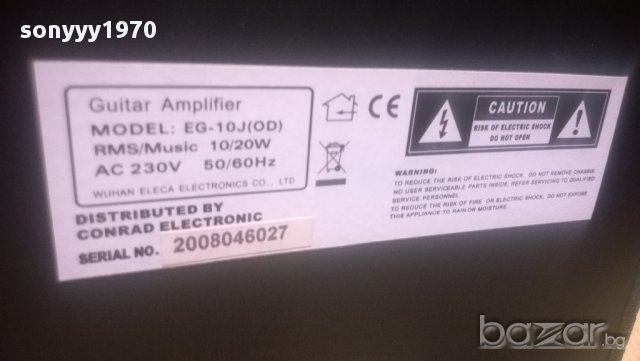 sonyyy1970
Guitar Amplifier
MODEL: EG-10J(OD)
RMS/Music 10/20W
AC 230V 50/60Hz
WUHAN ELECA ELECTRONICS CO., LTD
DISTRIBUTED BY
CONRAD ELECTRONIC
SERIAL NO. 2008046027
CE
CAUTION
RISK OF ELECTRIC SHOCK
DO NOT OPEN
WARNING:
TO REDUCE THE RISK OF ELECTRIC SHOCK, DO NOT REMOVE CHASSIS
NO USER SERVICEABLE PARTS INSIDE; REFER SERVICING TO QUALIFIED
SERVICE PERSONNEL.
TO REDUCE THE RISK OF FIRE OR ELECTRIC SHOCK, DO NOT EXPOSE
THIS APPLIANCE TO RAIN OR MOISTURE.
bazar.bg